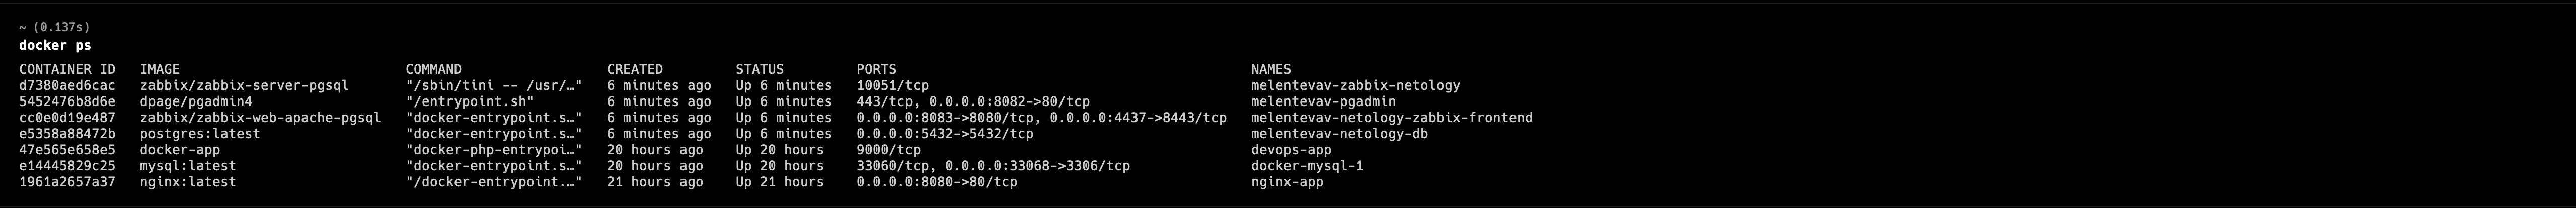 ~ (0.137s)
docker ps
CONTAINER ID   IMAGE                             COMMAND                  CREATED         STATUS         PORTS                                            NAMES
d7380aed6cac   zabbix/zabbix-server-pgsql        "/sbin/tini -- /usr/…"   6 minutes ago   Up 6 minutes   10051/tcp                                        melentevav-zabbix-netology
5452476b8d6e   dpage/pgadmin4                    "/entrypoint.sh"         6 minutes ago   Up 6 minutes   443/tcp, 0.0.0.0:8082->80/tcp                    melentevav-pgadmin
cc0e0d19e487   zabbix/zabbix-web-apache-pgsql    "docker-entrypoint.s…"   6 minutes ago   Up 6 minutes   0.0.0.0:8083->8080/tcp, 0.0.0.0:4437->8443/tcp   melentevav-netology-zabbix-frontend
e5358a88472b   postgres:latest                   "docker-entrypoint.s…"   6 minutes ago   Up 6 minutes   0.0.0.0:5432->5432/tcp                           melentevav-netology-db
47e565e658e5   docker-app                        "docker-php-entrypoi…"   20 hours ago    Up 20 hours    9000/tcp                                         devops-app
e14445829c25   mysql:latest                      "docker-entrypoint.s…"   20 hours ago    Up 20 hours    33060/tcp, 0.0.0.0:33068->3306/tcp               docker-mysql-1
1961a2657a37   nginx:latest                      "/docker-entrypoint.…"   21 hours ago    Up 21 hours    0.0.0.0:8080->80/tcp                             nginx-app